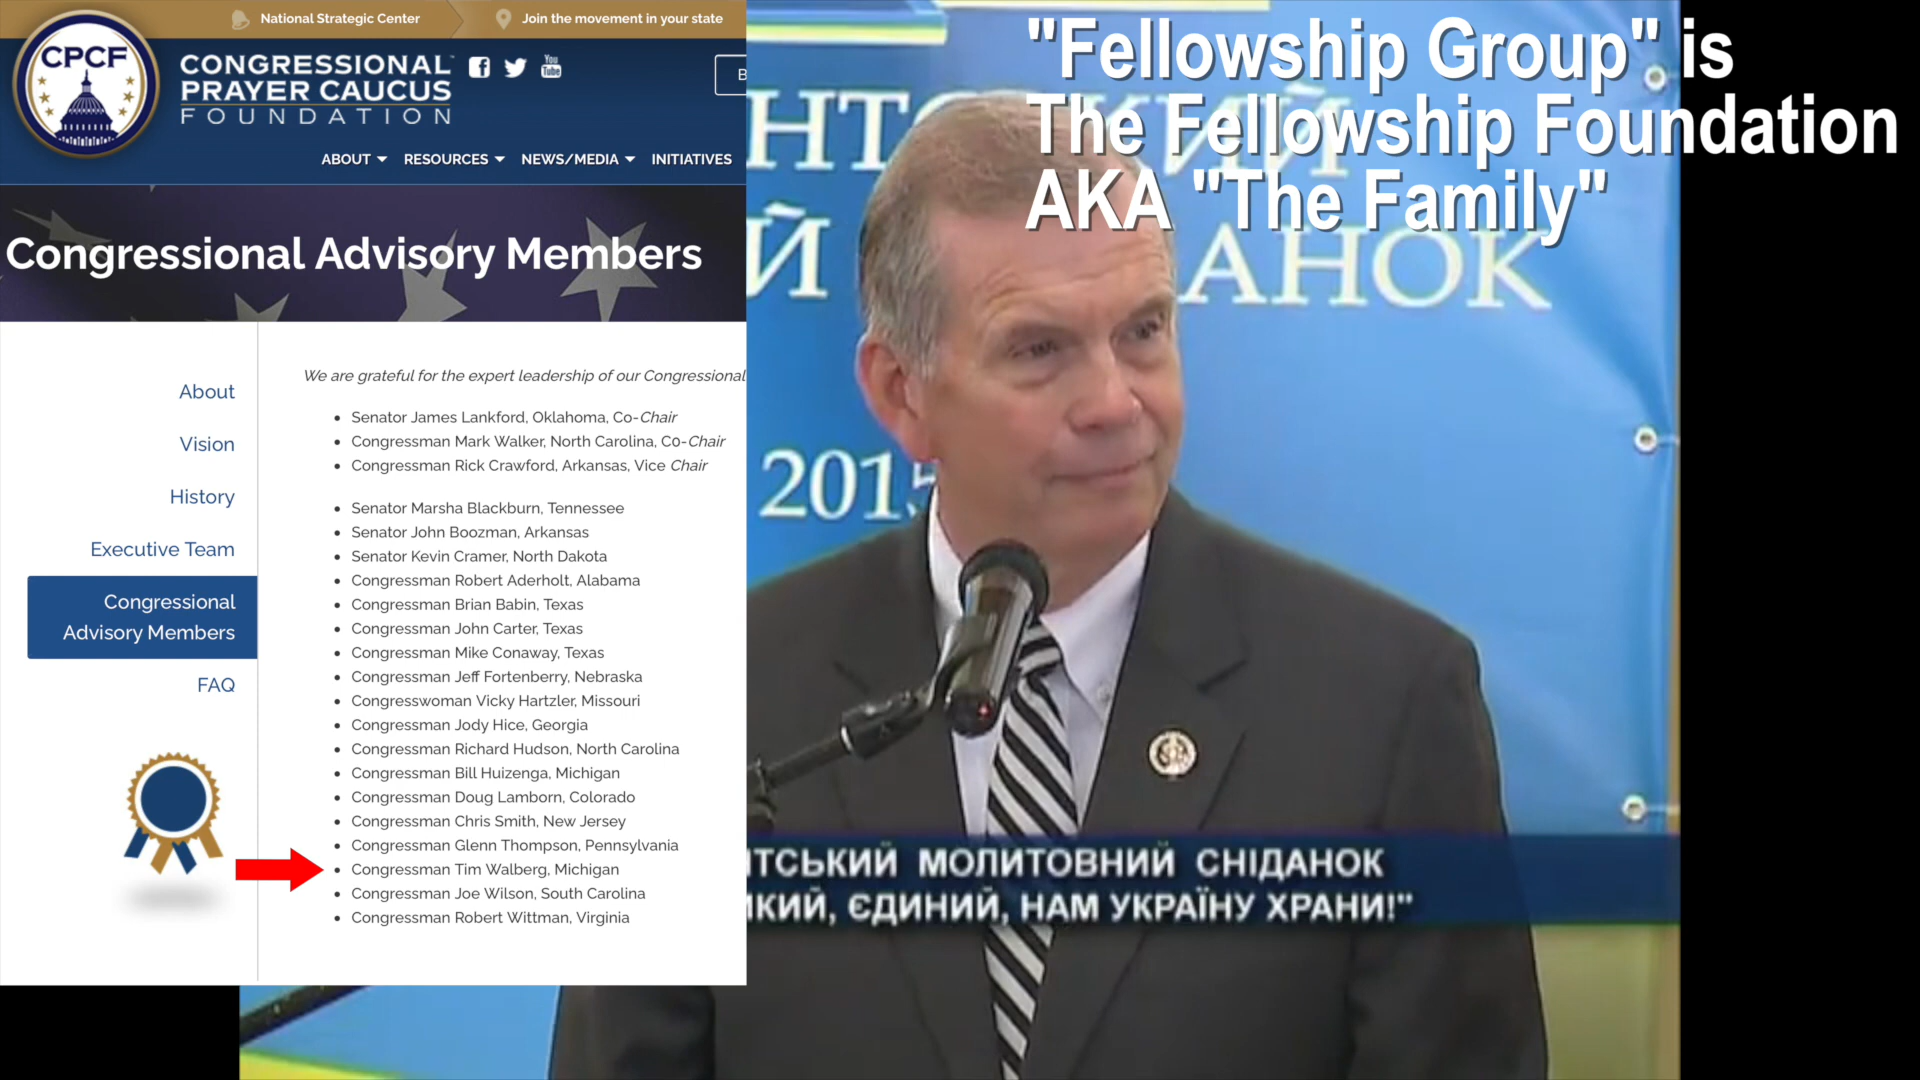 National Strategic Center
Join the movement in your state
CPCF
CONGRESSIONAL
PRAYER CAUCUS
FOUNDATION
You
Tube
B
ABOUT
RESOURCES
NEWS/MEDIA
INITIATIVES
Congressional Advisory Members
About
Vision
History
Executive Team
Congressional
Advisory Members
FAQ
We are grateful for the expert leadership of our Congressional
Senator James Lankford, Oklahoma, Co-Chair
Congressman Mark Walker, North Carolina, C0-Chair
Congressman Rick Crawford, Arkansas, Vice Chair
Senator Marsha Blackburn, Tennessee
Senator John Boozman, Arkansas
Senator Kevin Cramer, North Dakota
Congressman Robert Aderholt, Alabama
Congressman Brian Babin, Texas
Congressman John Carter, Texas
Congressman Mike Conaway, Texas
Congressman Jeff Fortenberry, Nebraska
Congresswoman Vicky Hartzler, Missouri
Congressman Jody Hice, Georgia
Congressman Richard Hudson, North Carolina
Congressman Bill Huizenga, Michigan
Congressman Doug Lamborn, Colorado
Congressman Chris Smith, New Jersey
Congressman Glenn Thompson, Pennsylvania
Congressman Tim Walberg, Michigan
Congressman Joe Wilson, South Carolina
Congressman Robert Wittman, Virginia
"Fellowship Group" is
The Fellowship Foundation
AKA "The Family"
АНОК
2015
ТСЬКИЙ МОЛИТОВНИЙ СНІДАНОК
ИКИЙ, ЄДИНИЙ, НАМ УКРАЇНУ ХРАНИ!"